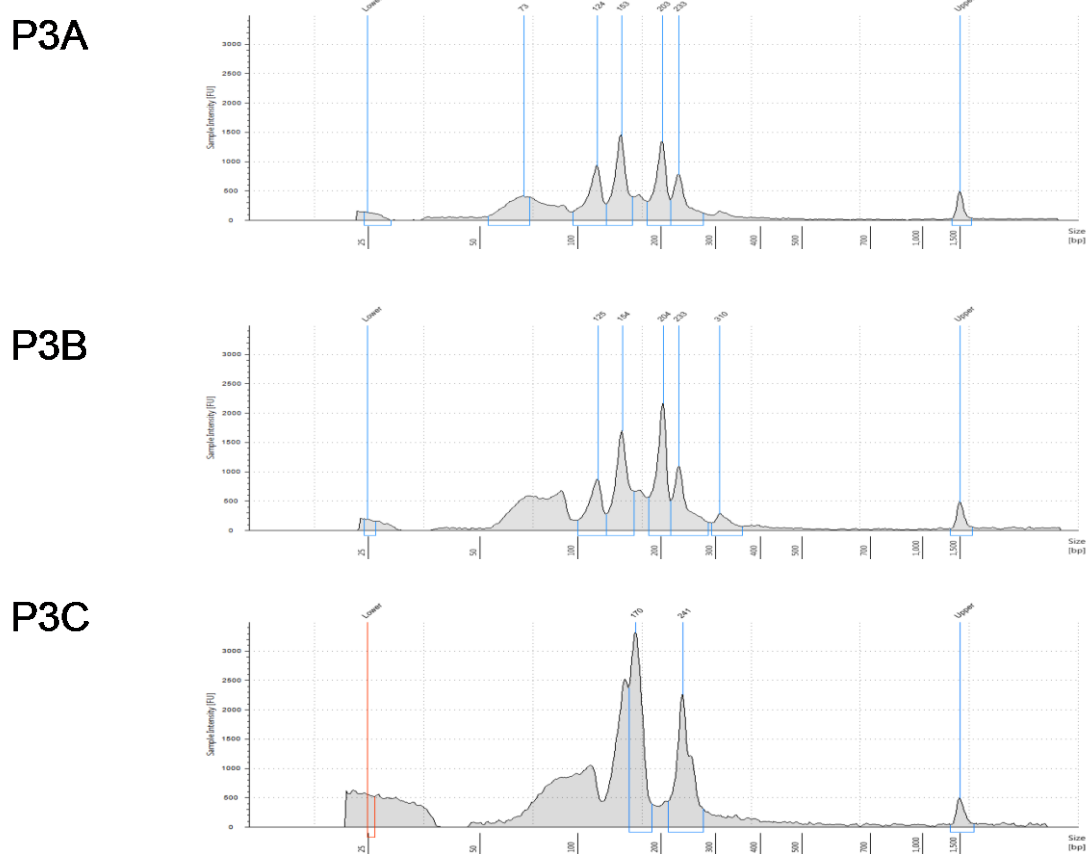 P3A
Lower 73 124 153 203 233 Upper
Sample Intensity [FU]
3000
2500
2000
1500
1000
500
0
25 50 100 200 300 400 500 700 1,000 1,500 Size [bp]
P3B
Lower 125 154 204 233 310 Upper
Sample Intensity [FU]
3000
2500
2000
1500
1000
500
0
25 50 100 200 300 400 500 700 1,000 1,500 Size [bp]
P3C
Lower 170 241 Upper
Sample Intensity [FU]
3000
2500
2000
1500
1000
500
0
25 50 100 200 300 400 500 700 1,000 1,500 Size [bp]